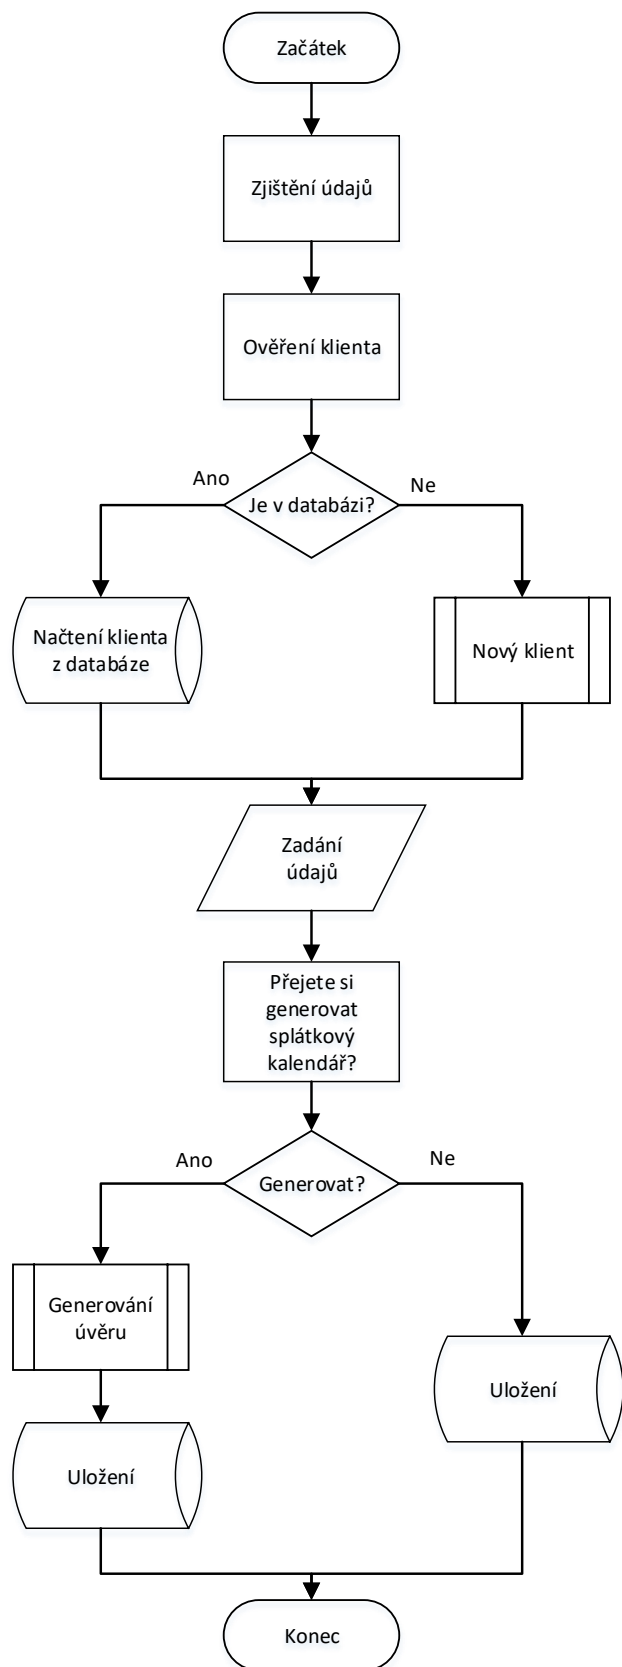 Začátek
Zjištění údajů
Ověření klienta
Ano
Je v databázi?
Ne
Načtení klienta
z databáze
Nový klient
Zadání
údajů
Přejete si
generovat
splátkový
kalendář?
Ano
Generovat?
Ne
Generování
úvěru
Uložení
Uložení
Konec